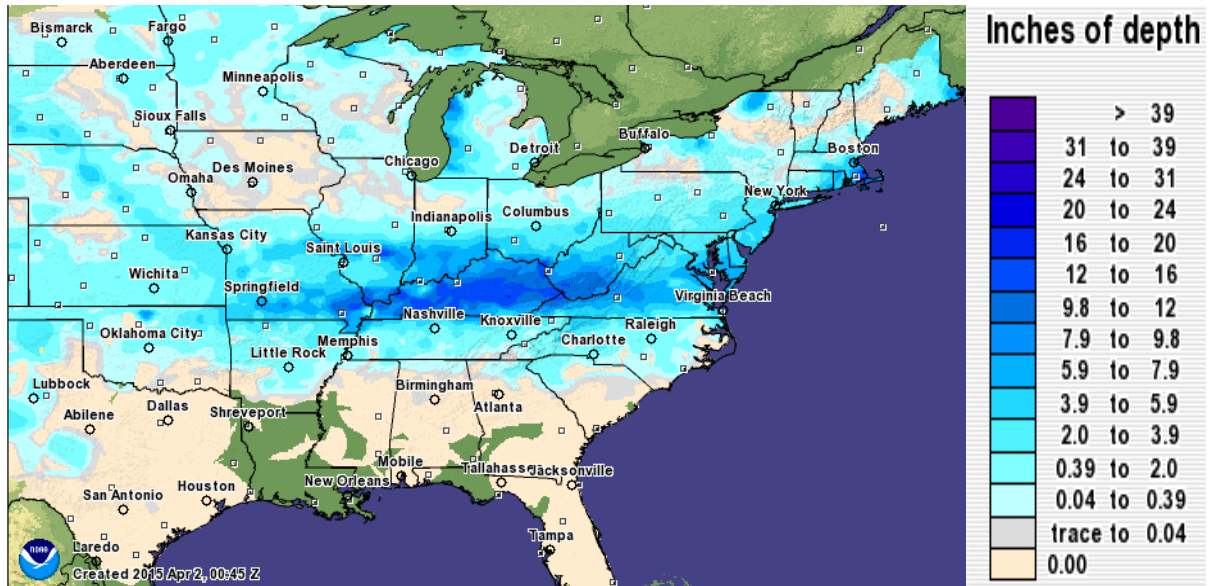 Bismarck
Fargo
Aberdeen
Minneapolis
Sioux Falls
Buffalo
Boston
Detroit
Chicago
Des Moines
Omaha
New York
Indianapolis
Columbus
Kansas City
Saint Louis
Wichita
Springfield
Virginia Beach
Nashville
Knoxville
Raleigh
Oklahoma City
Charlotte
Memphis
Little Rock
Lubbock
Birmingham
Atlanta
Abilene
Dallas
Shreveport
Mobile
Tallahasse
Jacksonville
New Orleans
Houston
San Antonio
Tampa
Laredo
NOAA
Created 2015 Apr 2, 00:45 Z
Inches of depth
> 39
31 to 39
24 to 31
20 to 24
16 to 20
12 to 16
9.8 to 12
7.9 to 9.8
5.9 to 7.9
3.9 to 5.9
2.0 to 3.9
0.39 to 2.0
0.04 to 0.39
trace to 0.04
0.00